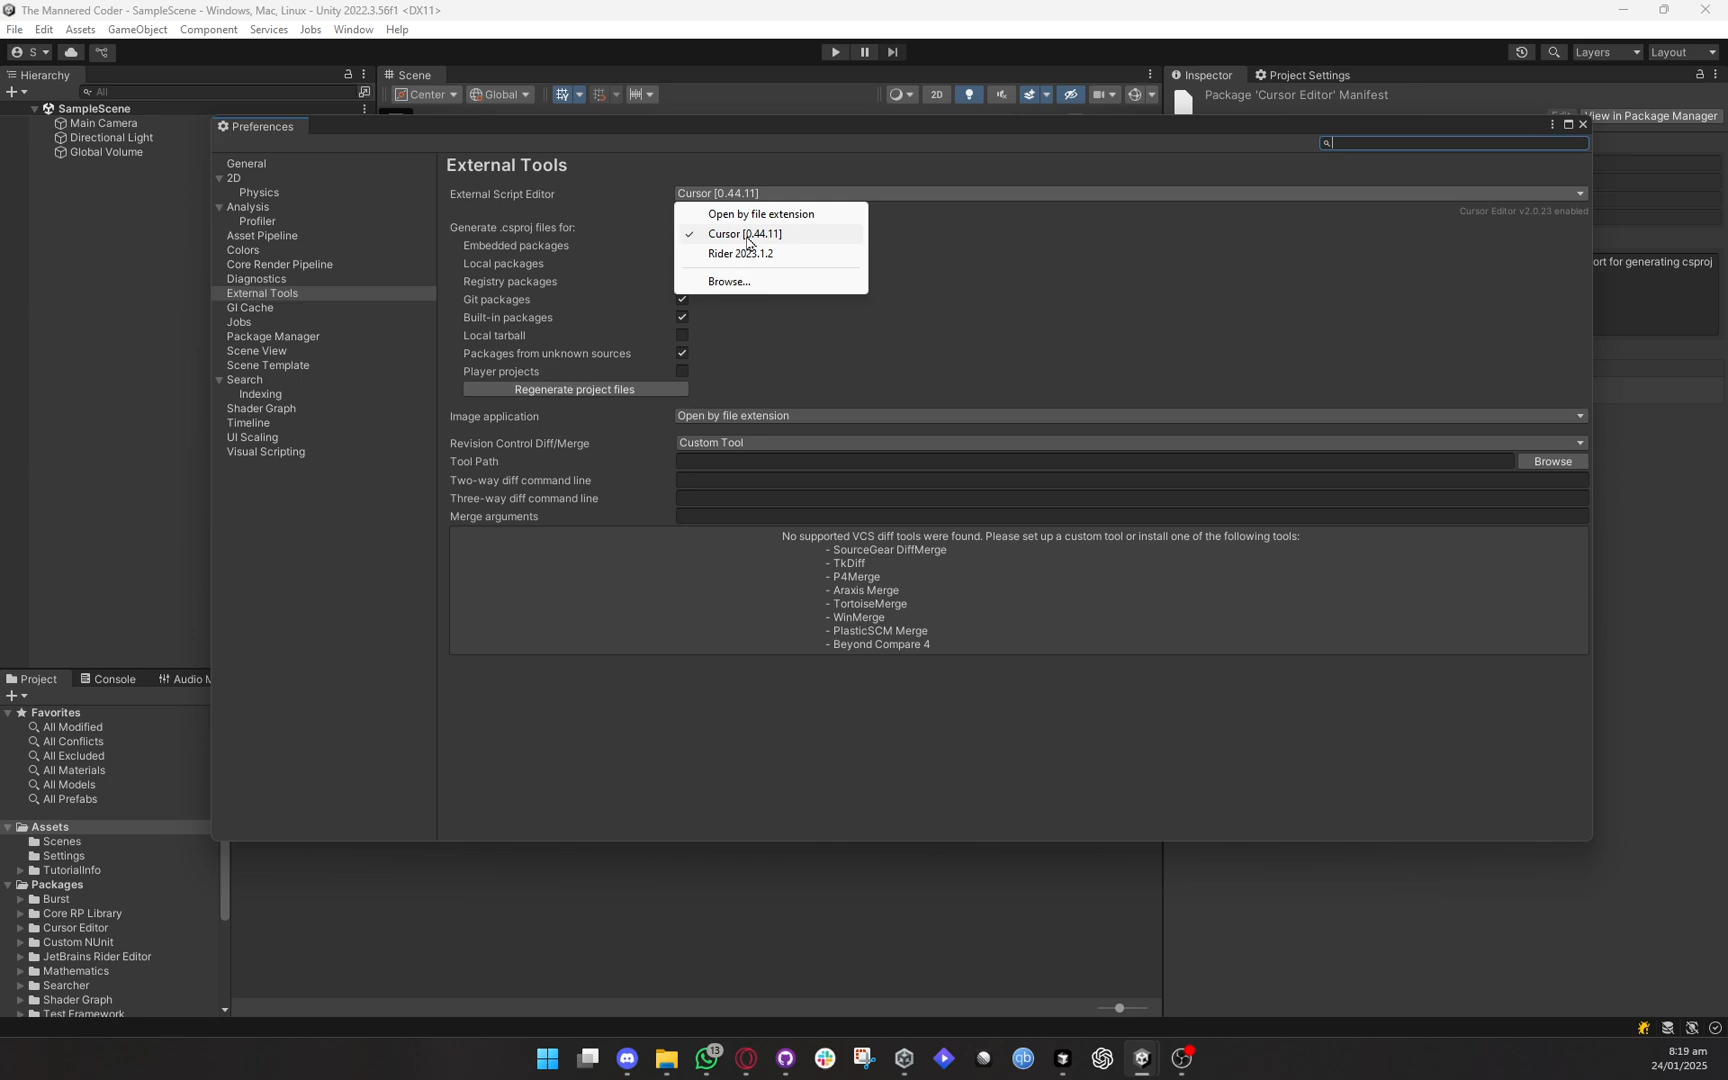 The Mannered Coder - SampleScene - Windows, Mac, Linux - Unity 2022.3.56f1 <DX11>
File Edit Assets GameObject Component Services Jobs Window Help
S Layers Layout
Hierarchy Scene Inspector Project Settings
All Center Global 2D Package 'Cursor Editor' Manifest
SampleScene
View in Package Manager
Main Camera
Directional Light
Global Volume
Preferences
General
2D
Physics
Analysis
Profiler
Asset Pipeline
Colors
Core Render Pipeline
Diagnostics
External Tools
GI Cache
Jobs
Package Manager
Scene View
Scene Template
Search
Indexing
Shader Graph
Timeline
UI Scaling
Visual Scripting
External Tools
External Script Editor Cursor [0.44.11]
Cursor Editor v2.0.23 enabled
Open by file extension
Cursor [0.44.11]
Rider 2023.1.2
Browse...
Generate .csproj files for:
Embedded packages
Local packages
Registry packages
Git packages
Built-in packages
Local tarball
Packages from unknown sources
Player projects
Regenerate project files
Image application Open by file extension
Revision Control Diff/Merge Custom Tool
Tool Path Browse
Two-way diff command line
Three-way diff command line
Merge arguments
No supported VCS diff tools were found. Please set up a custom tool or install one of the following tools:
- SourceGear DiffMerge
- TkDiff
- P4Merge
- Araxis Merge
- TortoiseMerge
- WinMerge
- PlasticSCM Merge
- Beyond Compare 4
ort for generating csproj
Project Console Audio M
Favorites
All Modified
All Conflicts
All Excluded
All Materials
All Models
All Prefabs
Assets
Scenes
Settings
TutorialInfo
Packages
Burst
Core RP Library
Cursor Editor
Custom NUnit
JetBrains Rider Editor
Mathematics
Searcher
Shader Graph
Test Framework
13
qb
8:19 am
24/01/2025